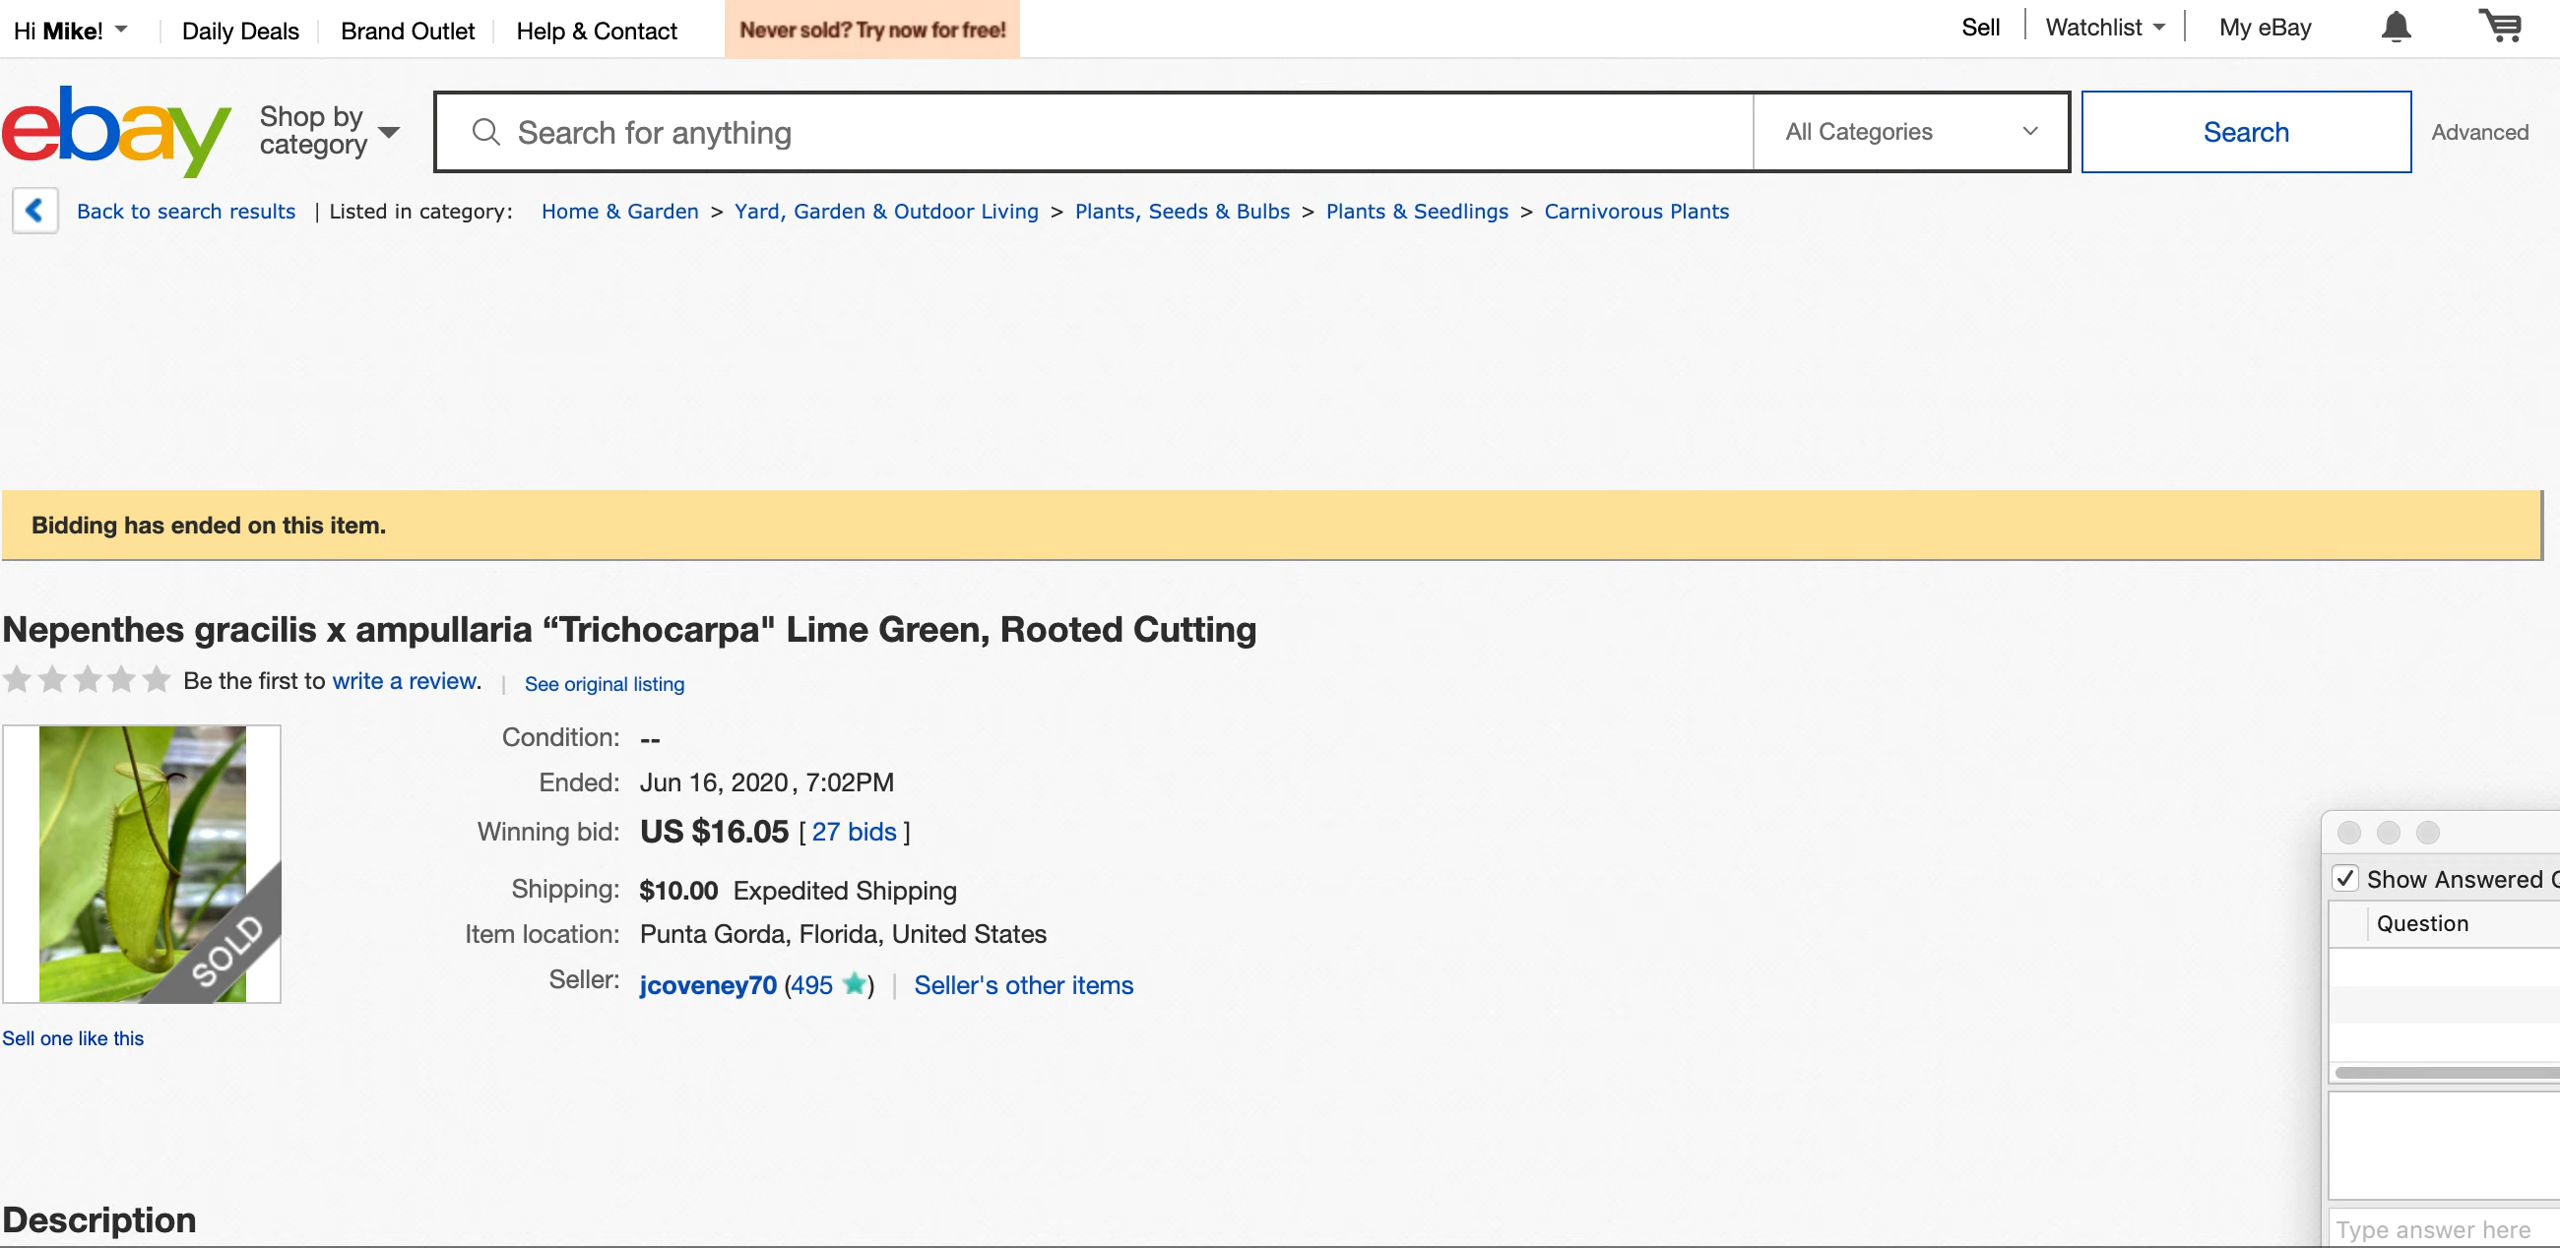 Hi Mike!
Daily Deals
Brand Outlet
Help & Contact
Never sold? Try now for free!
Sell
Watchlist
My eBay
ebay
Shop by
category
Search for anything
All Categories
Search
Advanced
Back to search results | Listed in category: Home & Garden > Yard, Garden & Outdoor Living > Plants, Seeds & Bulbs > Plants & Seedlings > Carnivorous Plants
Bidding has ended on this item.
Nepenthes gracilis x ampullaria “Trichocarpa" Lime Green, Rooted Cutting
Be the first to write a review. | See original listing
SOLD
Sell one like this
Condition: --
Ended: Jun 16, 2020 , 7:02PM
Winning bid: US $16.05 [ 27 bids ]
Shipping: $10.00 Expedited Shipping
Item location: Punta Gorda, Florida, United States
Seller: jcoveney70 (495 ) | Seller's other items
Show Answered
Question
Type answer here
Description